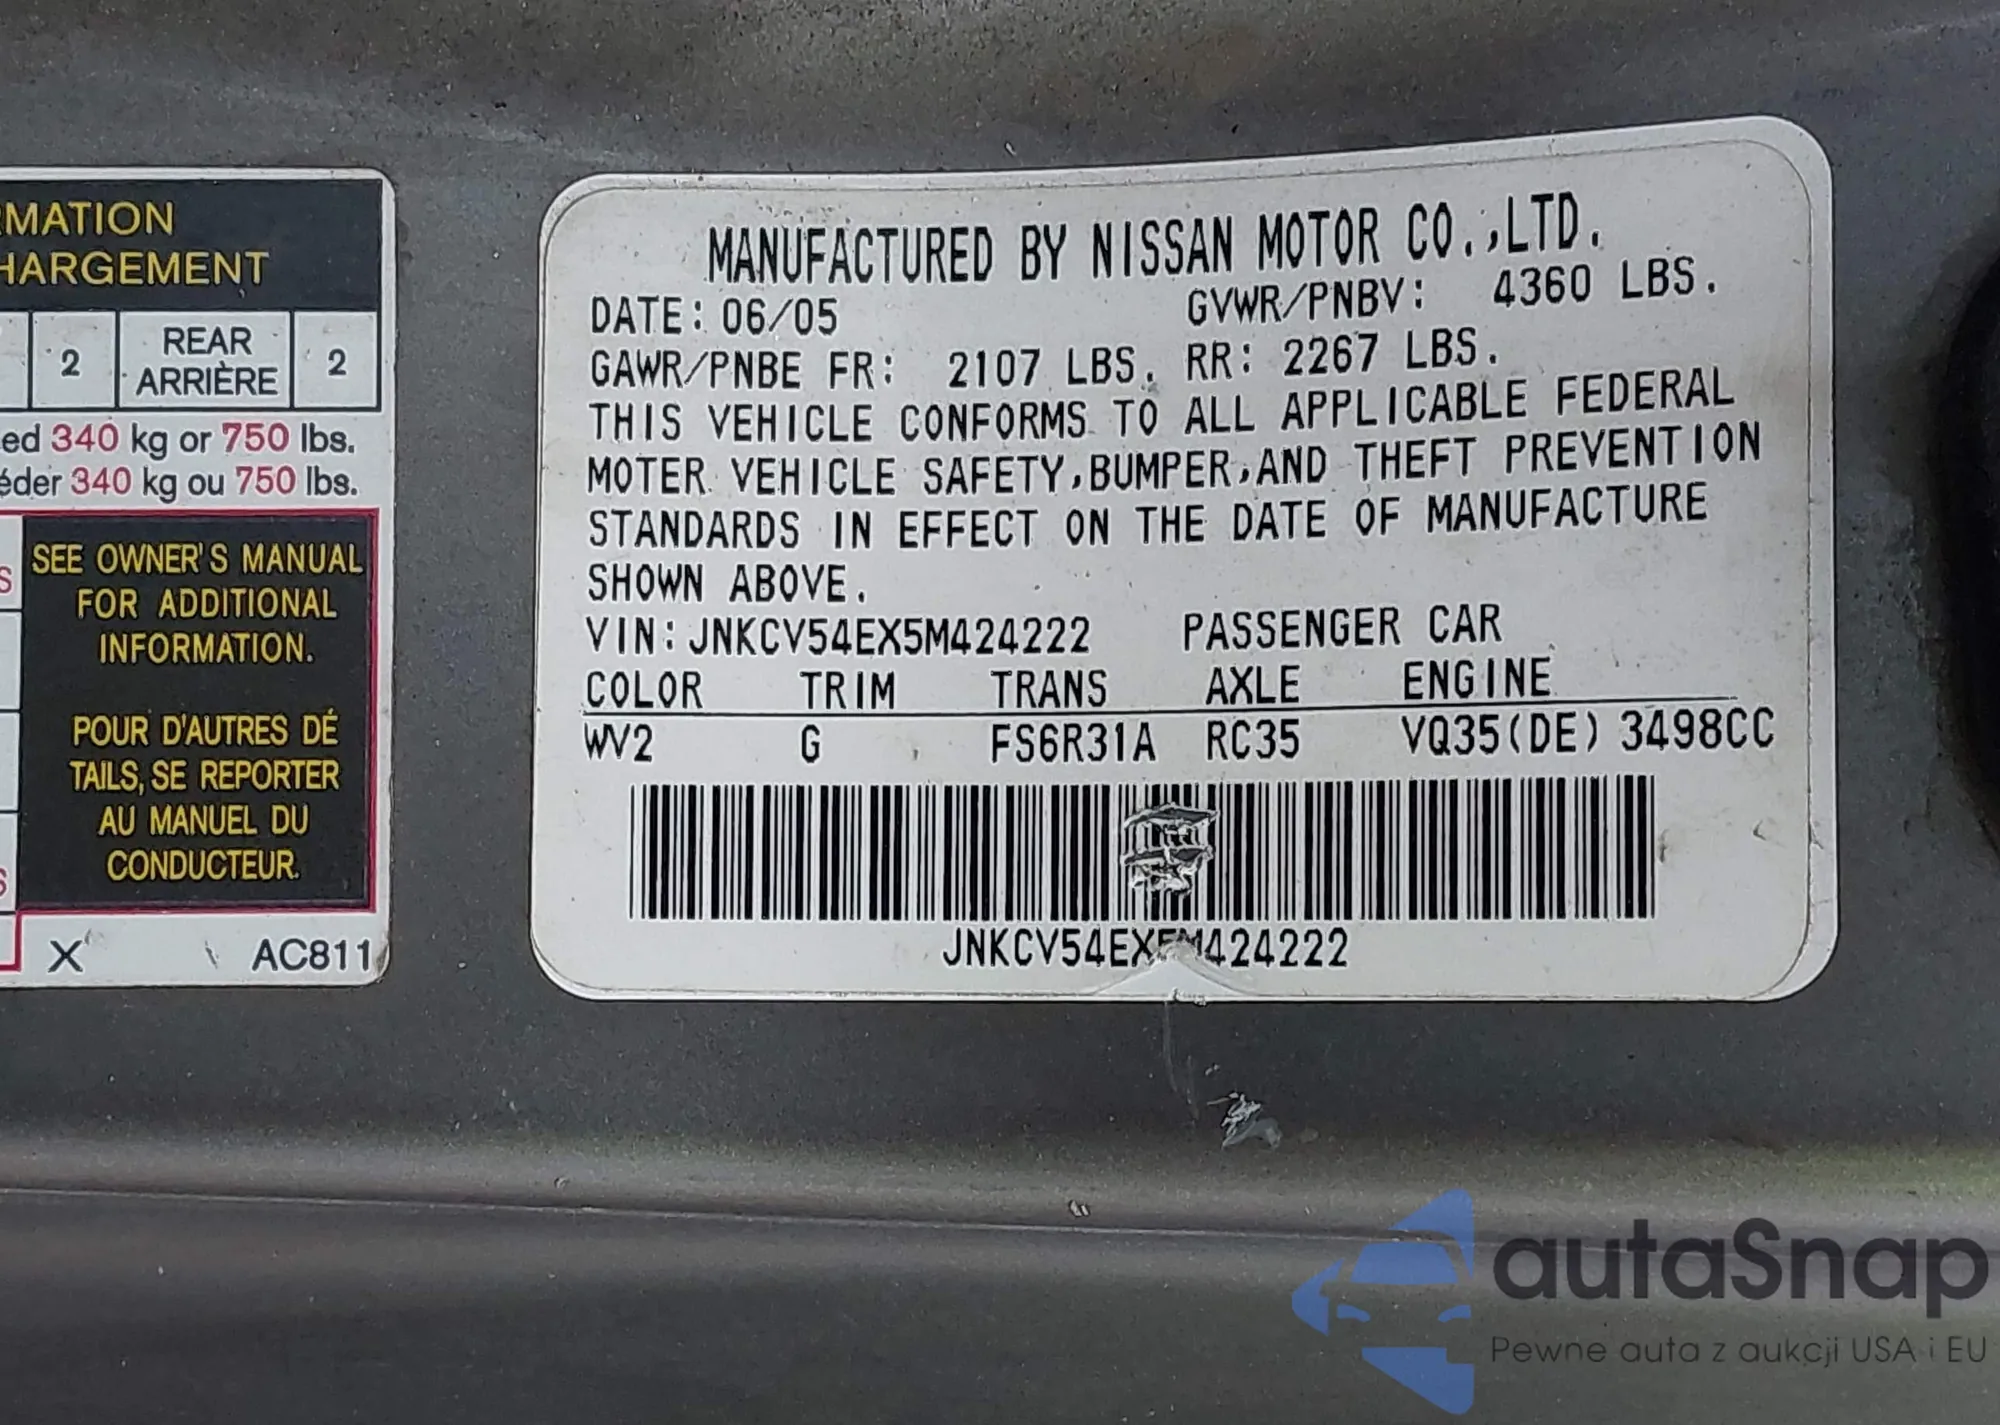 RMATION
HARGEMENT
2 REAR 2
ARRIÈRE
ed 340 kg or 750 lbs.
éder 340 kg ou 750 lbs.
S
SEE OWNER'S MANUAL
FOR ADDITIONAL
INFORMATION.
POUR D'AUTRES DÉ
TAILS, SE REPORTER
AU MANUEL DU
CONDUCTEUR.
S
X AC811
MANUFACTURED BY NISSAN MOTOR CO.,LTD.
DATE: 06/05 GVWR/PNBV: 4360 LBS.
GAWR/PNBE FR: 2107 LBS. RR: 2267 LBS.
THIS VEHICLE CONFORMS TO ALL APPLICABLE FEDERAL
MOTER VEHICLE SAFETY,BUMPER,AND THEFT PREVENTION
STANDARDS IN EFFECT ON THE DATE OF MANUFACTURE
SHOWN ABOVE.
VIN: JNKCV54EX5M424222 PASSENGER CAR
COLOR TRIM TRANS AXLE ENGINE
WV2 G FS6R31A RC35 VQ35(DE) 3498CC
JNKCV54EX5M424222
autaSnap
Pewne auta z aukcji USA i EU